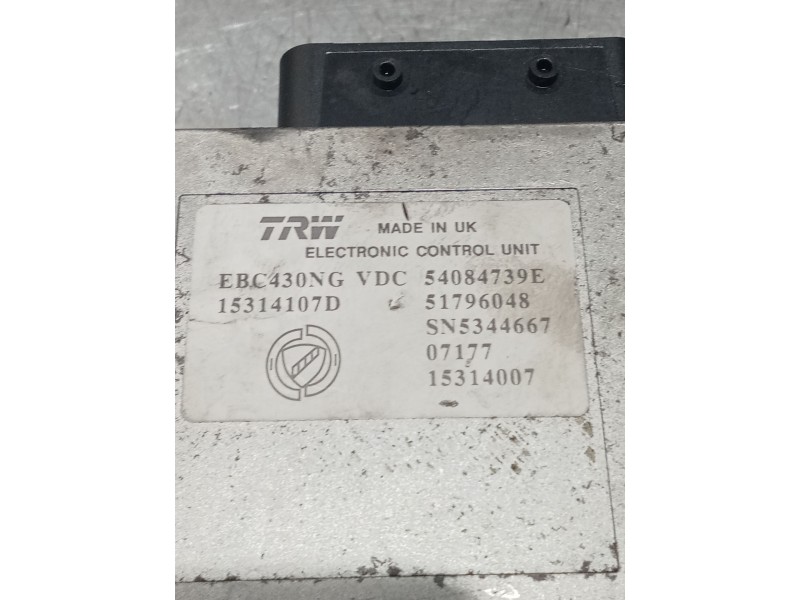 TRW MADE IN UK
ELECTRONIC CONTROL UNIT
EBC430NG VDC 54084739E
15314107D 51796048
SN5344667
07177
15314007